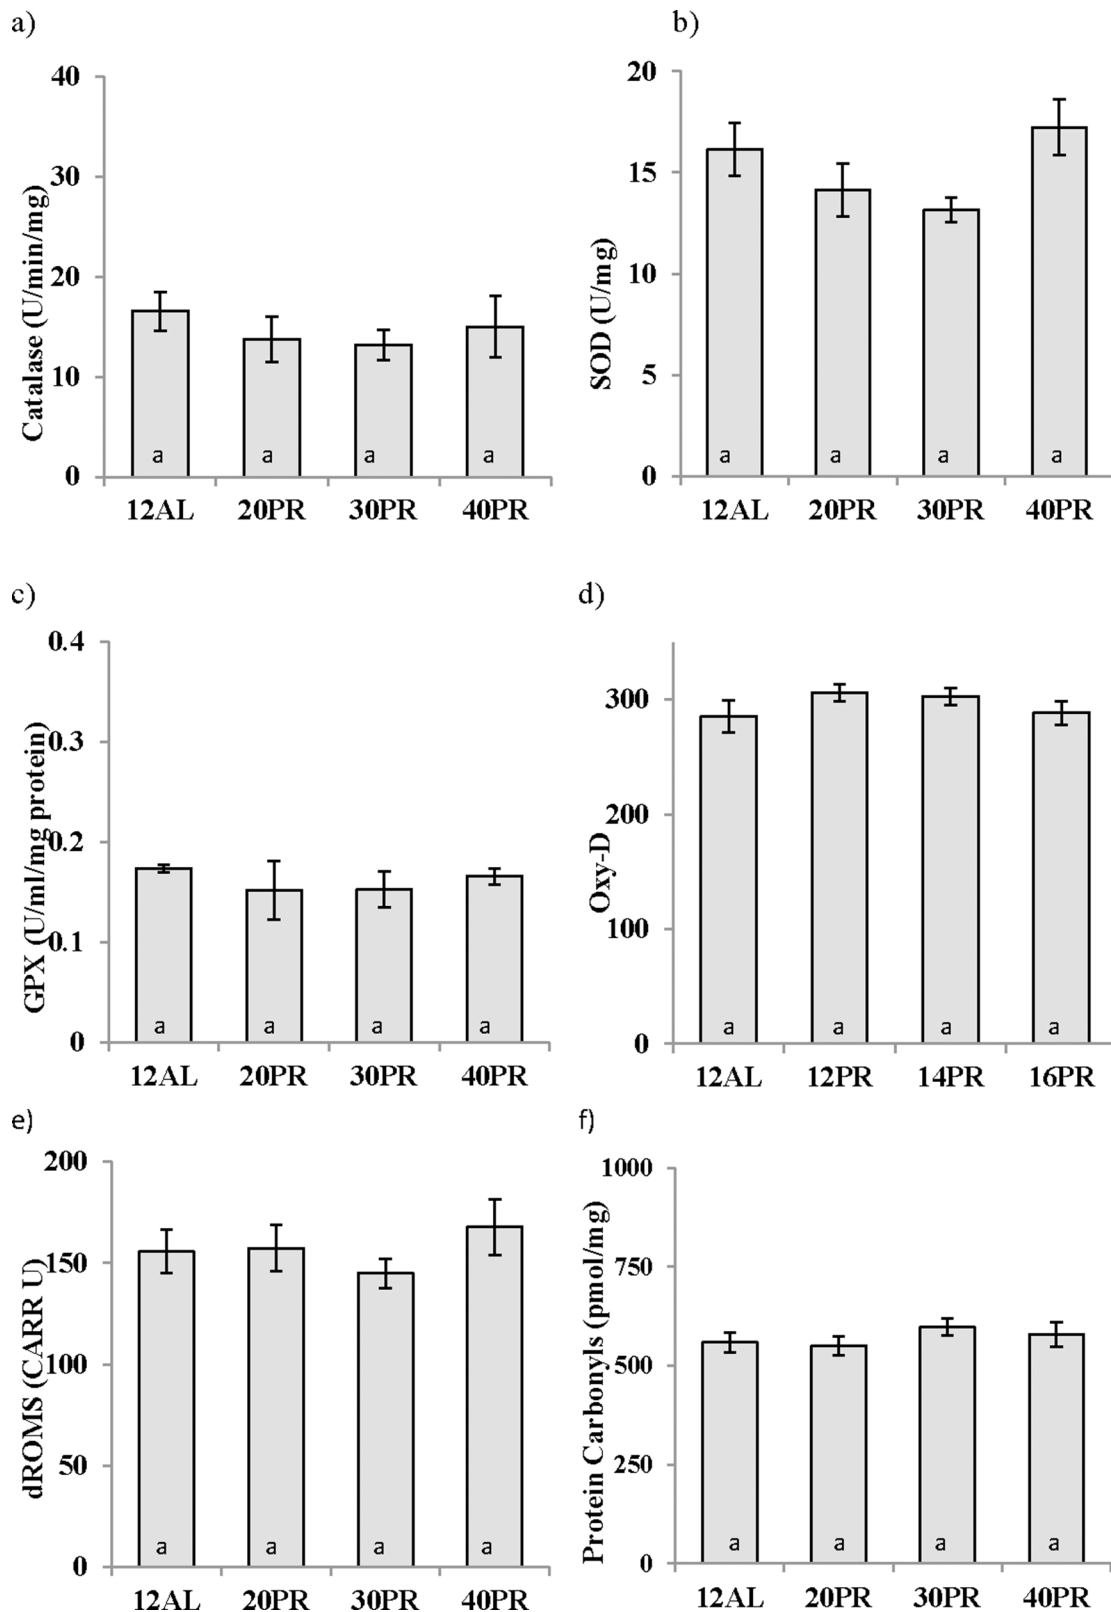 a)
Catalase (U/min/mg)
40
30
20
10
0
a a a a
12AL 20PR 30PR 40PR
b)
SOD (U/mg)
20
15
10
5
0
a a a a
12AL 20PR 30PR 40PR
c)
GPX (U/ml/mg protein)
0.4
0.3
0.2
0.1
0
a a a a
12AL 20PR 30PR 40PR
d)
Oxy-D
300
200
100
0
a a a a
12AL 12PR 14PR 16PR
e)
dROMS (CARR U)
200
150
100
50
0
a a a a
12AL 20PR 30PR 40PR
f)
Protein Carbonyls (pmol/mg)
1000
750
500
250
0
a a a a
12AL 20PR 30PR 40PR